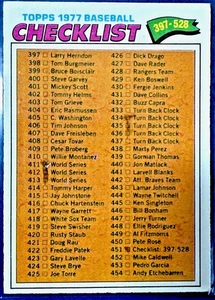 TOPPS 1977 BASEBALL
CHECKLIST
397-528
397 Larry Herndon
398 Tom Burgmeier
399 Bruce Boisclair
400 Steve Garvey
401 Mickey Scott
402 Tommy Helms
403 Tom Grieve
404 Eric Rasmussen
405 C. Washington
406 Tim Johnson
407 Dave Freisleben
408 Cesar Tovar
409 Pete Broberg
410 Willie Montanez
411 World Series
412 World Series
413 World Series
414 Tommy Harper
415 Jay Johnstone
416 Chuck Hartenstein
417 Wayne Garrett
418 White Sox Team
419 Steve Swisher
420 Rusty Staub
421 Doug Rau
422 Freddie Patek
423 Gary Lavelle
424 Steve Brye
425 Joe Torre
426 Dick Drago
427 Dave Rader
428 Rangers Team
429 Ken Boswell
430 Fergie Jenkins
431 Dave Collins
432 Buzz Capra
433 Turn Back Clock
434 Turn Back Clock
435 Turn Back Clock
436 Turn Back Clock
437 Turn Back Clock
438 Marty Perez
439 Gorman Thomas
440 Jon Matlack
441 Larvell Blanks
442 Atl. Braves Team
443 Lamar Johnson
444 Wayne Twitchell
445 Ken Singleton
446 Bill Bonham
447 Jerry Turner
448 Ellie Rodriguez
449 Al Fitzmorris
450 Pete Rose
451 Checklist: 397-528
452 Mike Caldwell
453 Pedro Garcia
454 Andy Etchebarren